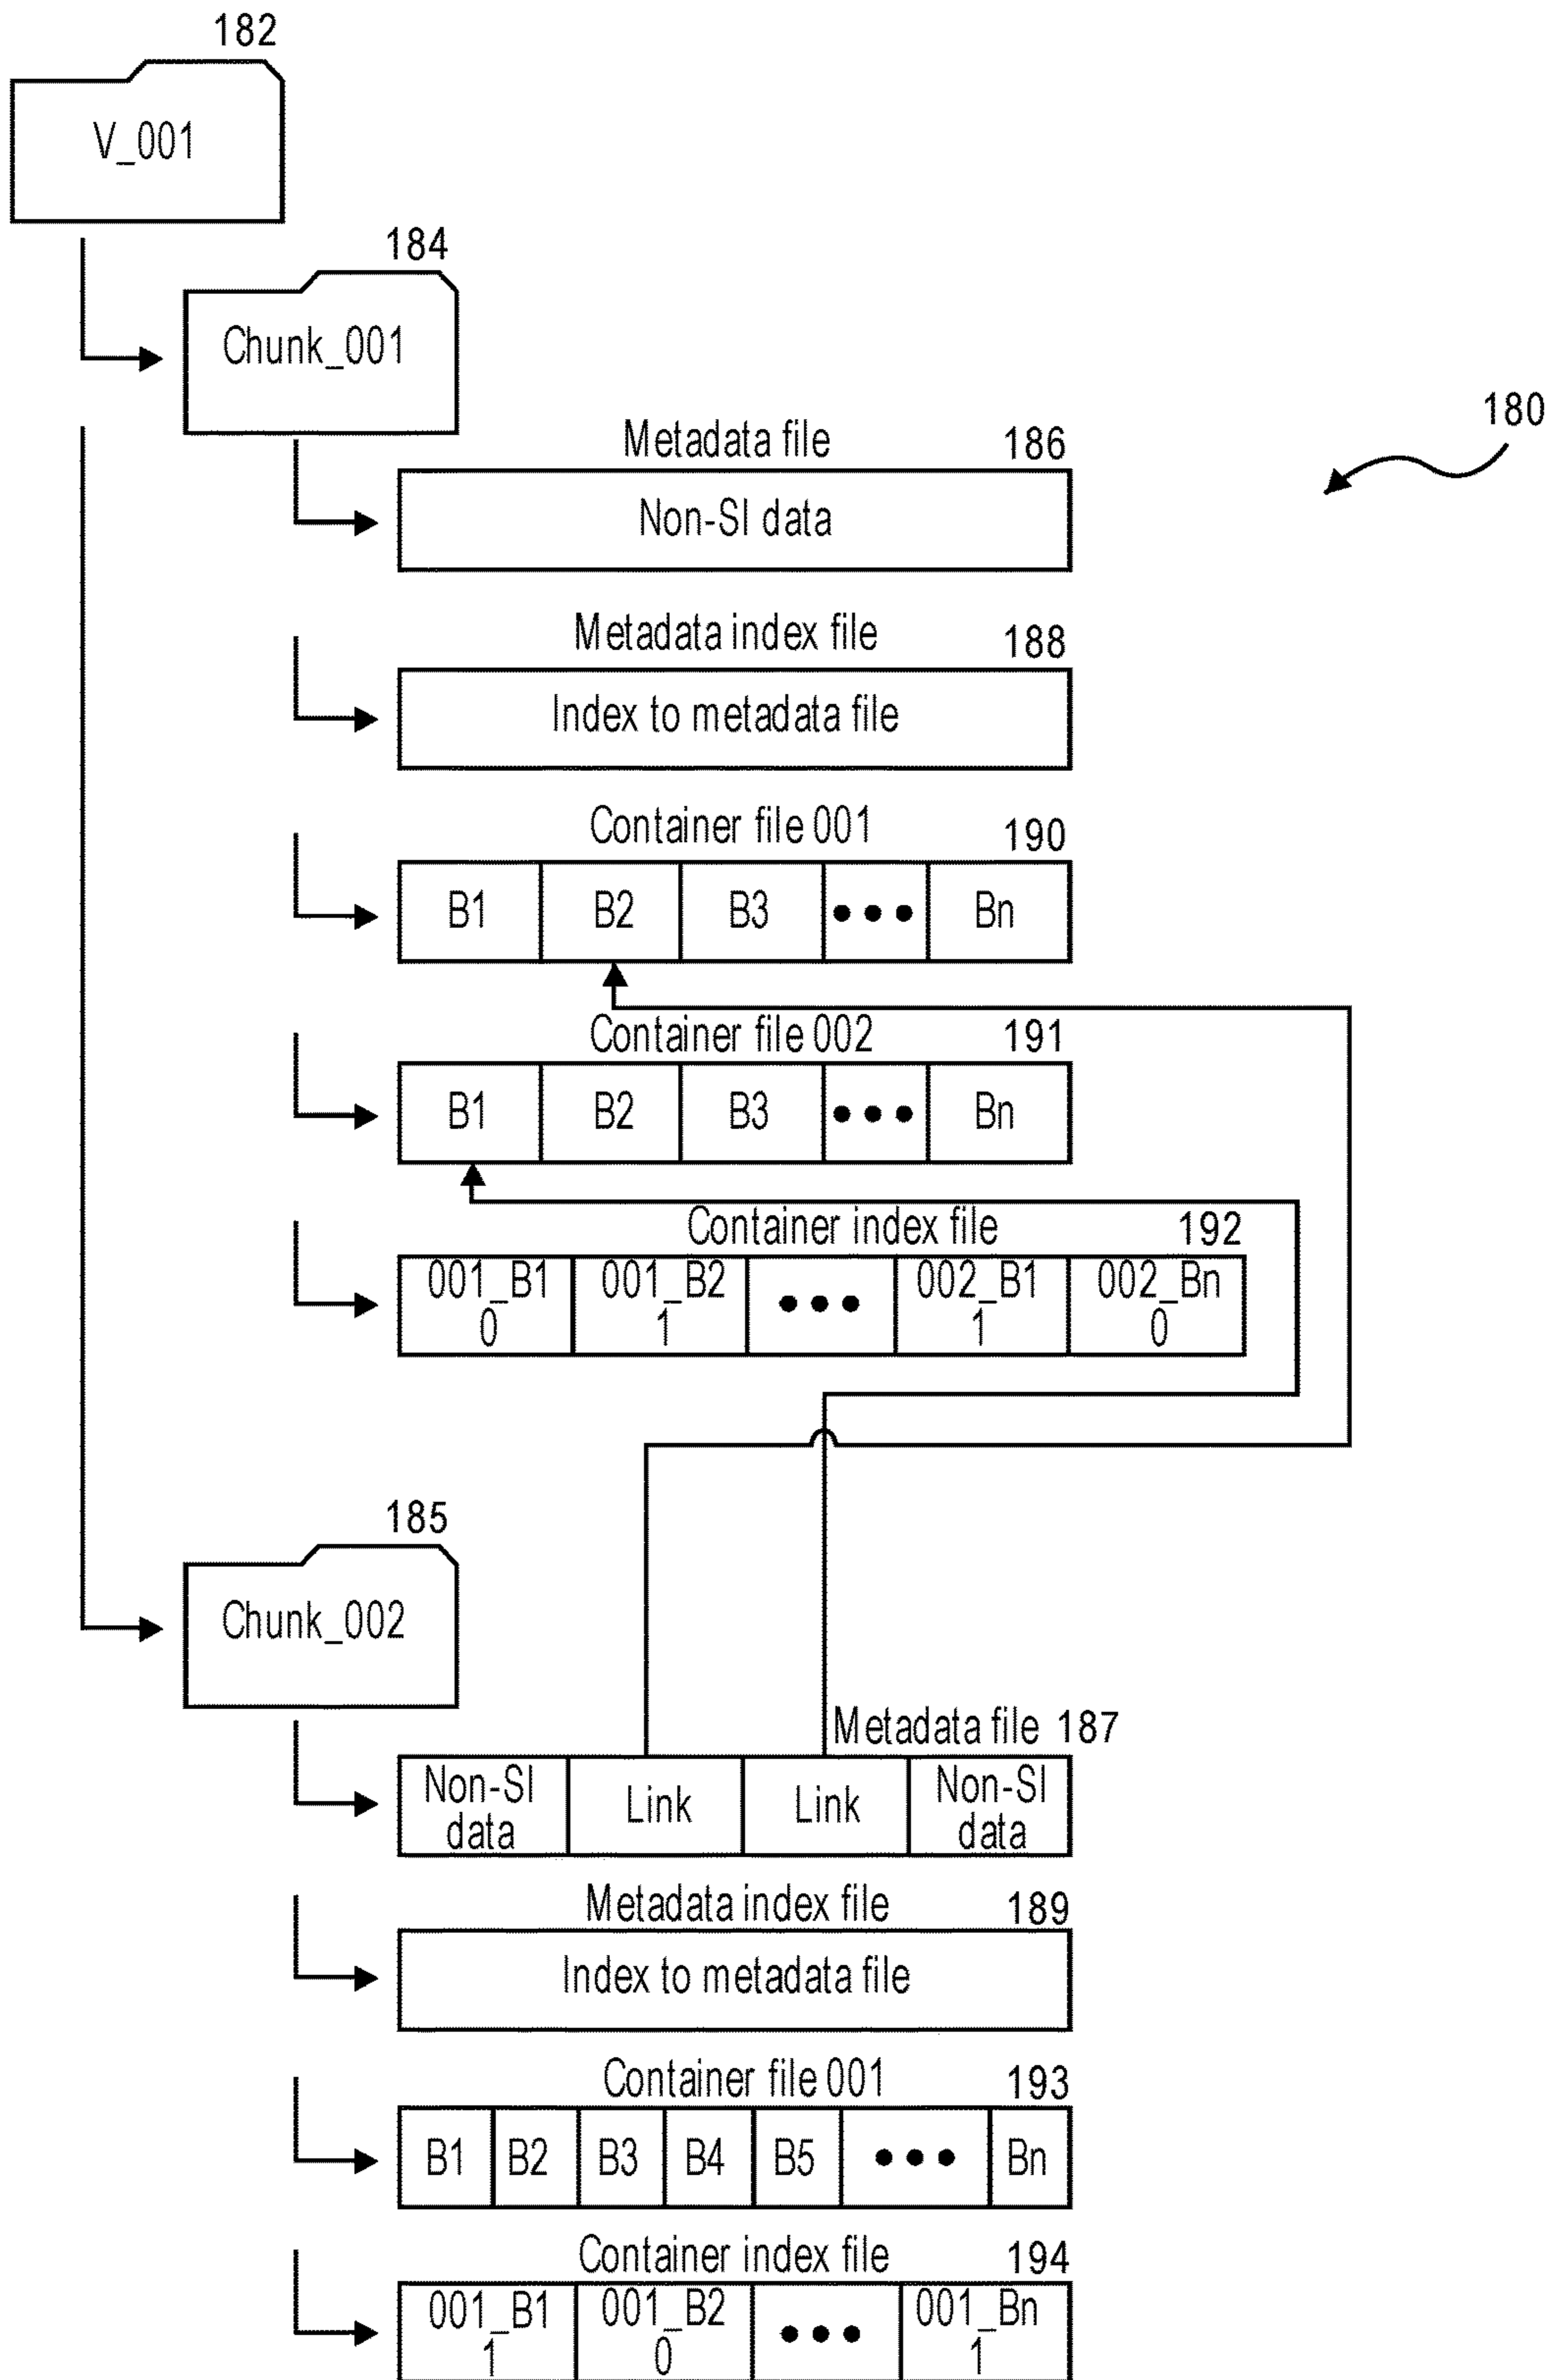 182
V_001
184
Chunk_001
180
Metadata file 186
Non-SI data
Metadata index file 188
Index to metadata file
Container file 001 190
B1 B2 B3 ●●● Bn
Container file 002 191
B1 B2 B3 ●●● Bn
Container index file 192
001_B1 001_B2 ●●● 002_B1 002_Bn
0 1 1 0
185
Chunk_002
Metadata file 187
Non-SI Link Link Non-SI
data data
Metadata index file 189
Index to metadata file
Container file 001 193
B1 B2 B3 B4 B5 ●●● Bn
Container index file 194
001_B1 001_B2 ●●● 001_Bn
1 0 1